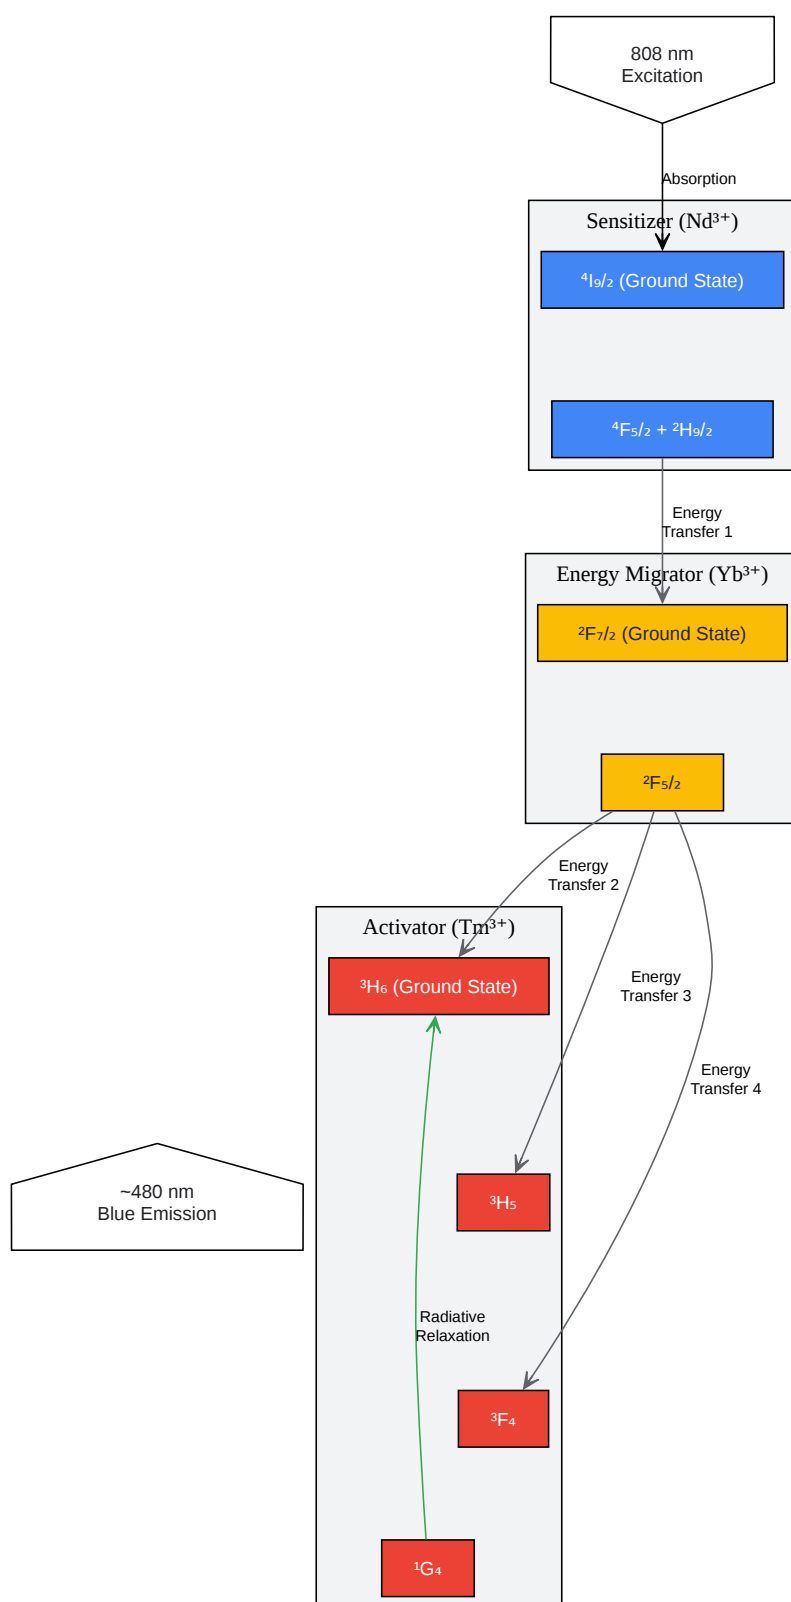 808 nm
Excitation
Absorption
Sensitizer (Nd³⁺)
⁴I₉/₂ (Ground State)
⁴F₅/₂ + ²H₉/₂
Energy
Transfer 1
Energy Migrator (Yb³⁺)
²F₇/₂ (Ground State)
²F₅/₂
Energy
Transfer 2
Activator (Tm³⁺)
³H₆ (Ground State)
Energy
Transfer 3
Energy
Transfer 4
~480 nm
Blue Emission
³H₅
Radiative
Relaxation
³F₄
¹G₄